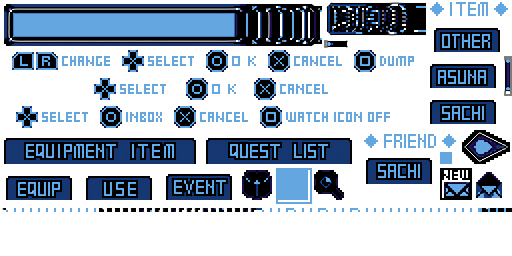 ITEM
OTHER
L R CHANGE SELECT O K CANCEL DUMP
ASUNA
SELECT O K CANCEL
SACHI
SELECT INBOX CANCEL WATCH ICON OFF
EQUIPMENT ITEM QUEST LIST
FRIEND
SACHI
EQUIP USE EVENT
NEW